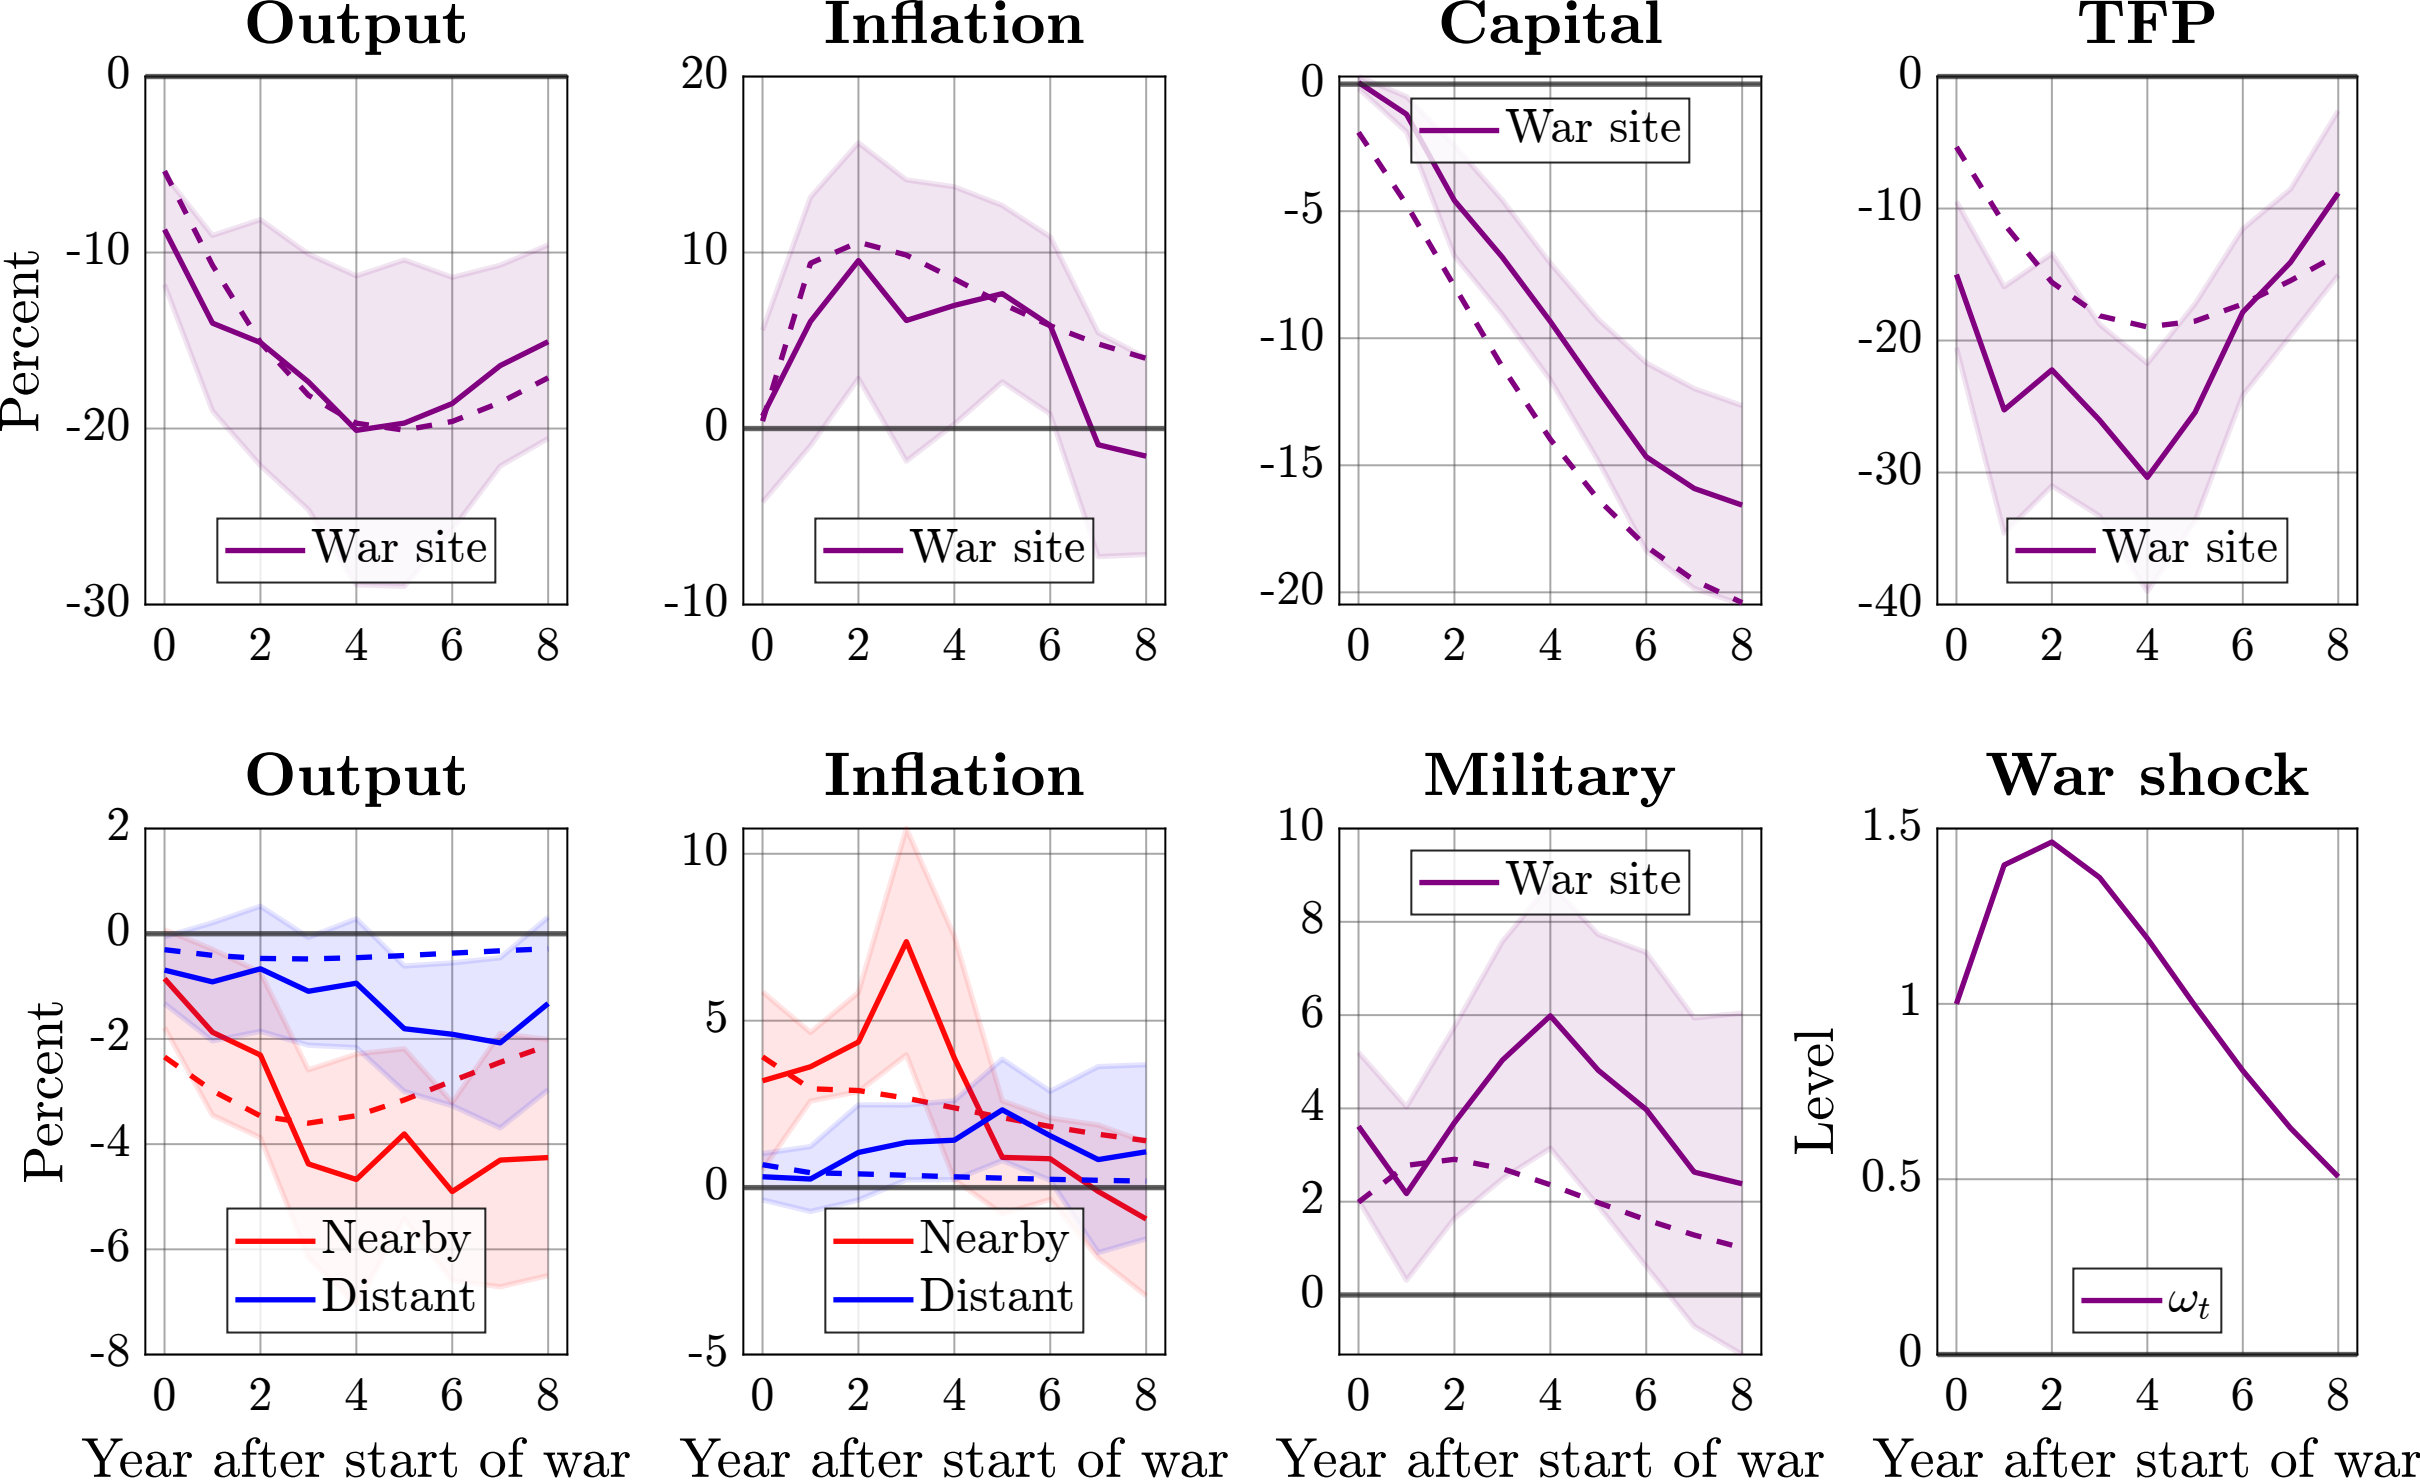 Output
Inflation
Capital
TFP
Percent
0
-10
-20
-30
0 2 4 6 8
War site
20
10
0
-10
0 2 4 6 8
War site
0
-5
-10
-15
-20
0 2 4 6 8
War site
0
-10
-20
-30
-40
0 2 4 6 8
War site
Output
Inflation
Military
War shock
Percent
2
0
-2
-4
-6
-8
0 2 4 6 8
Nearby
Distant
Year after start of war
10
5
0
-5
0 2 4 6 8
Nearby
Distant
Year after start of war
10
8
6
4
2
0
0 2 4 6 8
War site
Year after start of war
Level
1.5
1
0.5
0
0 2 4 6 8
ωt
Year after start of war